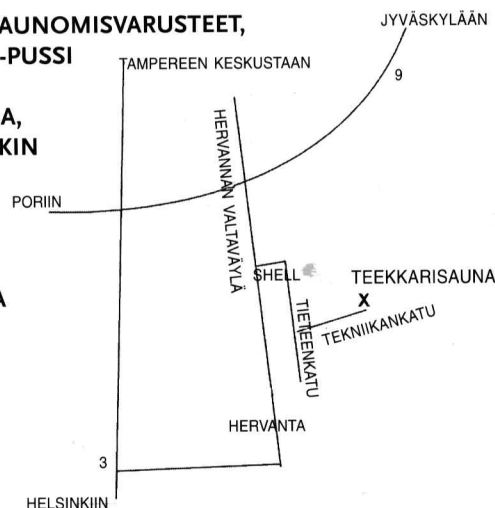 AUNOMISVARUSTEET,
-PUSSI
A,
KIN
A
JYVÄSKYLÄÄN
9
TAMPEREEN KESKUSTAAN
HERVANNAN VALTAVÄYLÄ
PORIIN
SHELL
TEEKKARISAUNA
X
TIETEENKATU
TEKNIIKANKATU
HERVANTA
3
HELSINKIIN